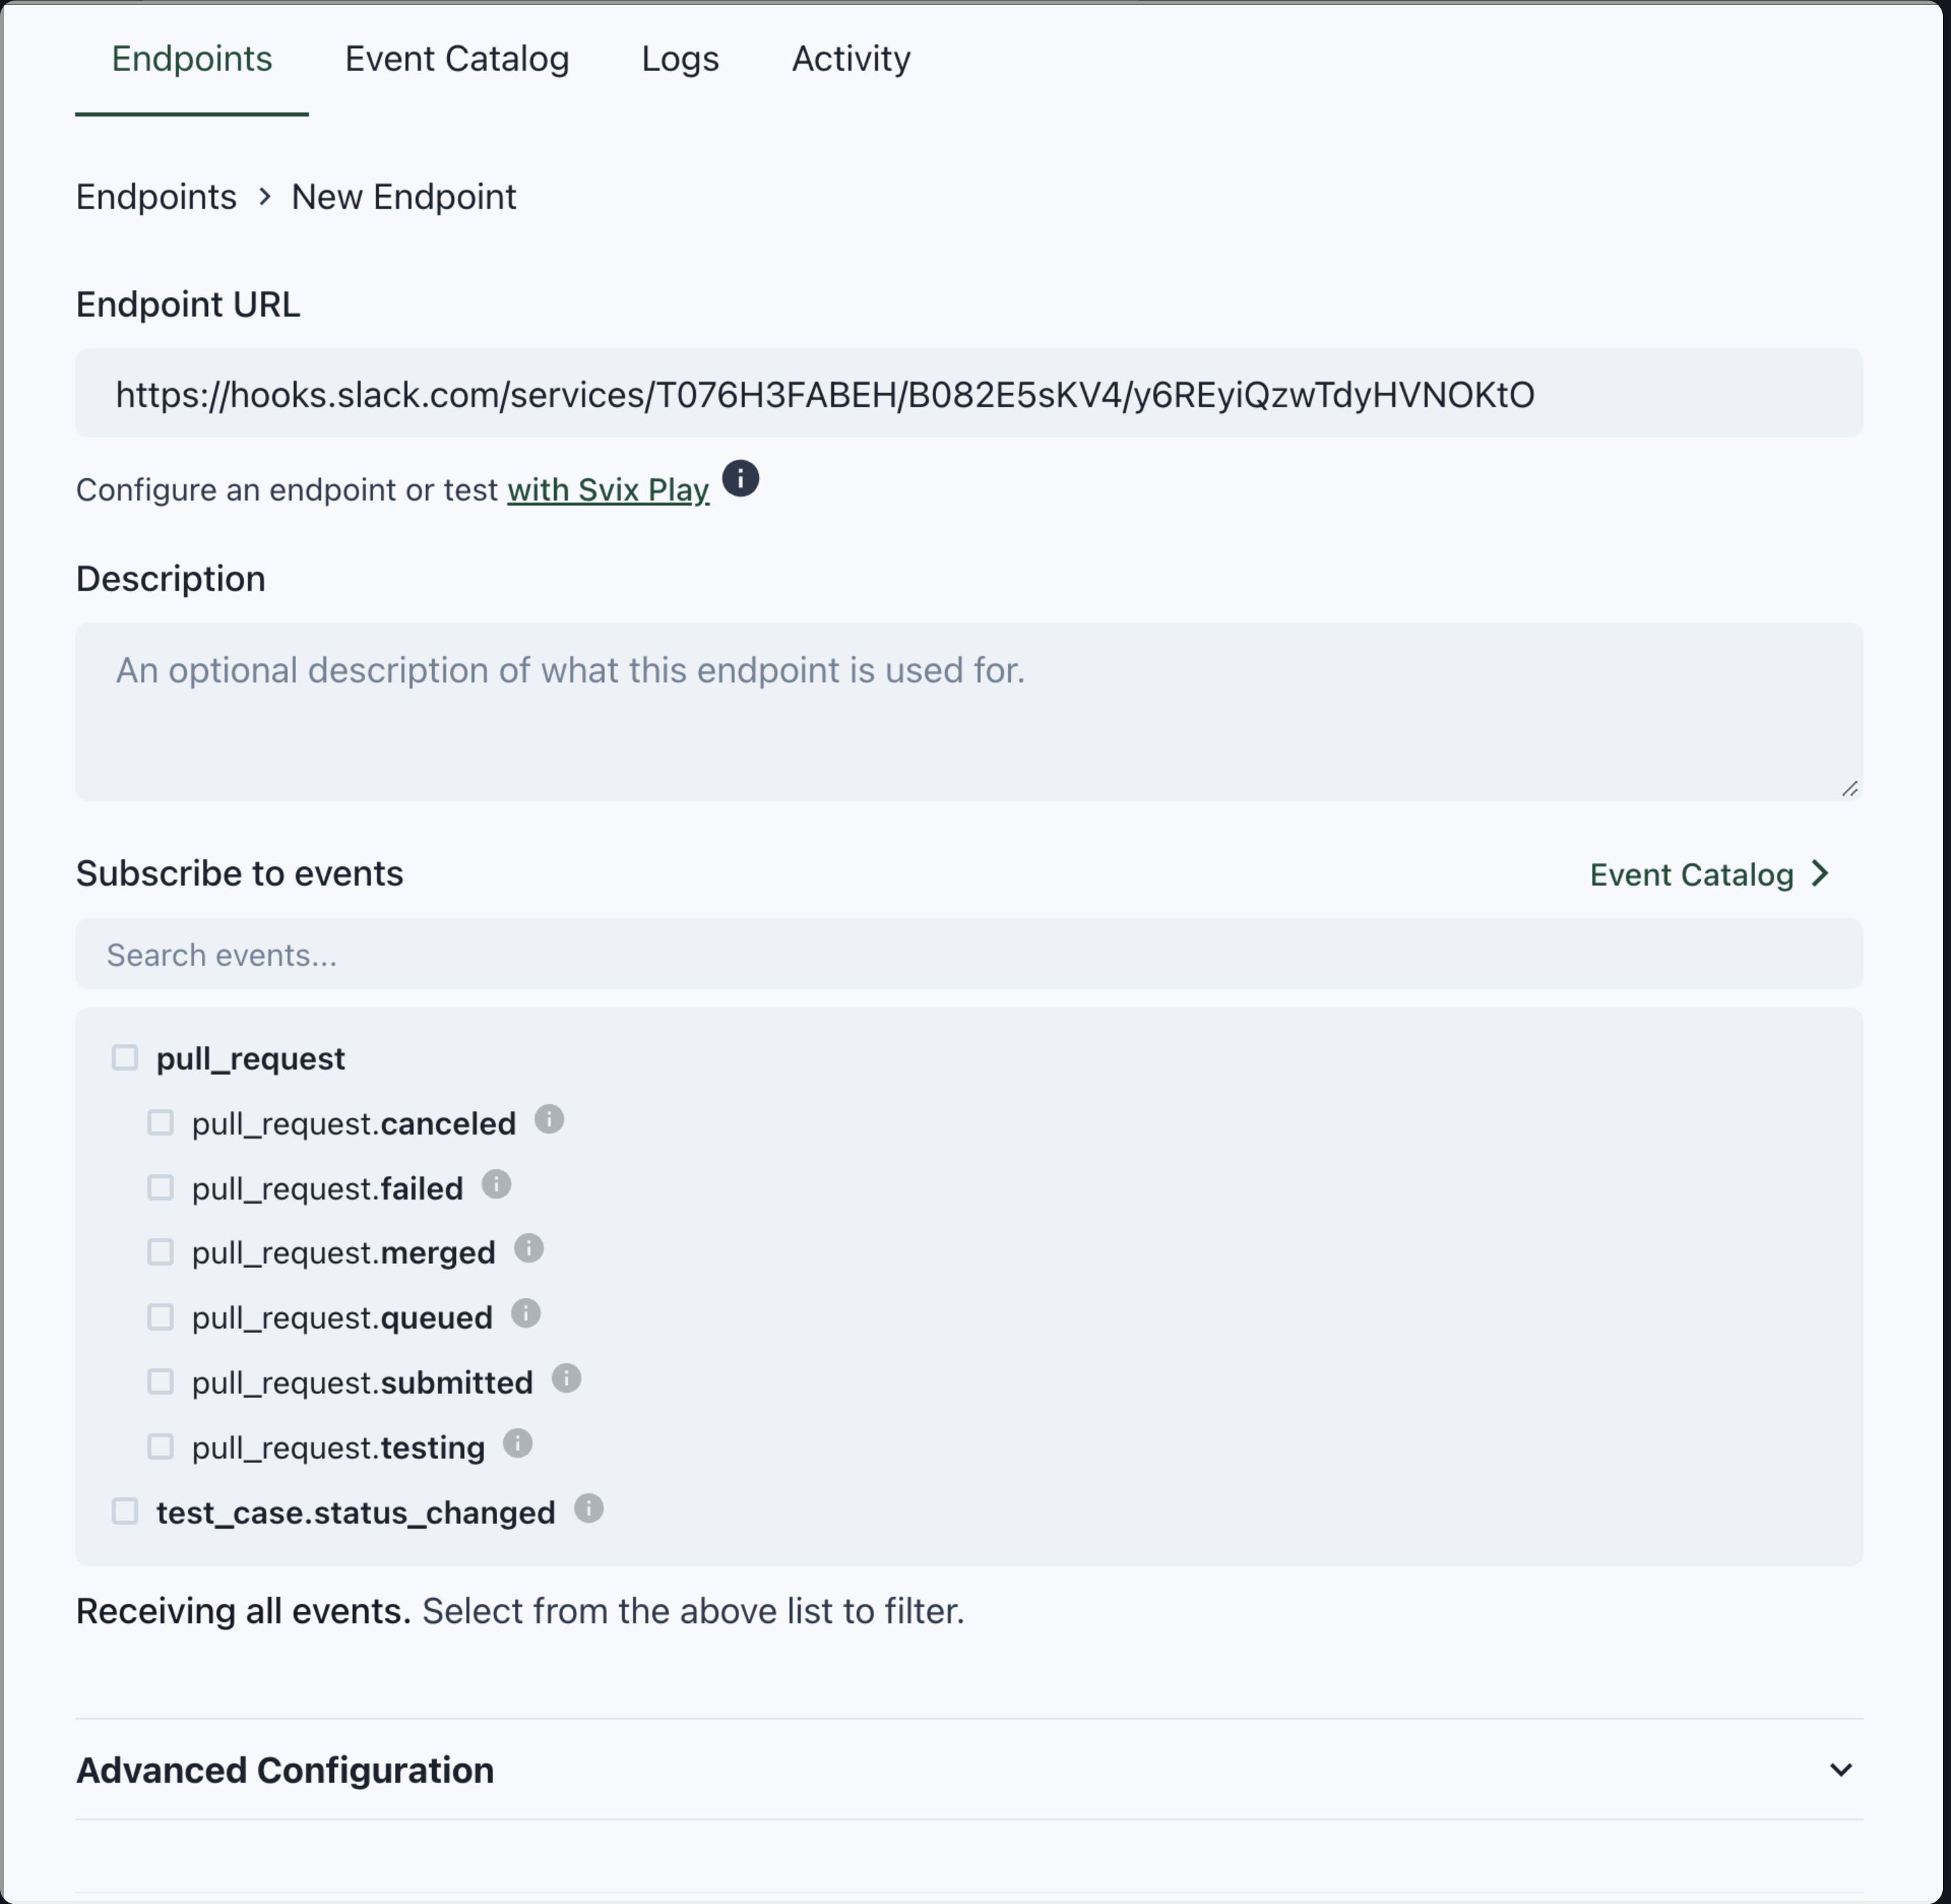 Endpoints Event Catalog Logs Activity
Endpoints > New Endpoint
Endpoint URL
https://hooks.slack.com/services/T076H3FABEH/B082E5sKV4/y6REyiQzwTdyHVNOKtO
Configure an endpoint or test with Svix Play
Description
An optional description of what this endpoint is used for.
Subscribe to events Event Catalog >
Search events...
pull_request
pull_request.canceled
pull_request.failed
pull_request.merged
pull_request.queued
pull_request.submitted
pull_request.testing
test_case.status_changed
Receiving all events. Select from the above list to filter.
Advanced Configuration